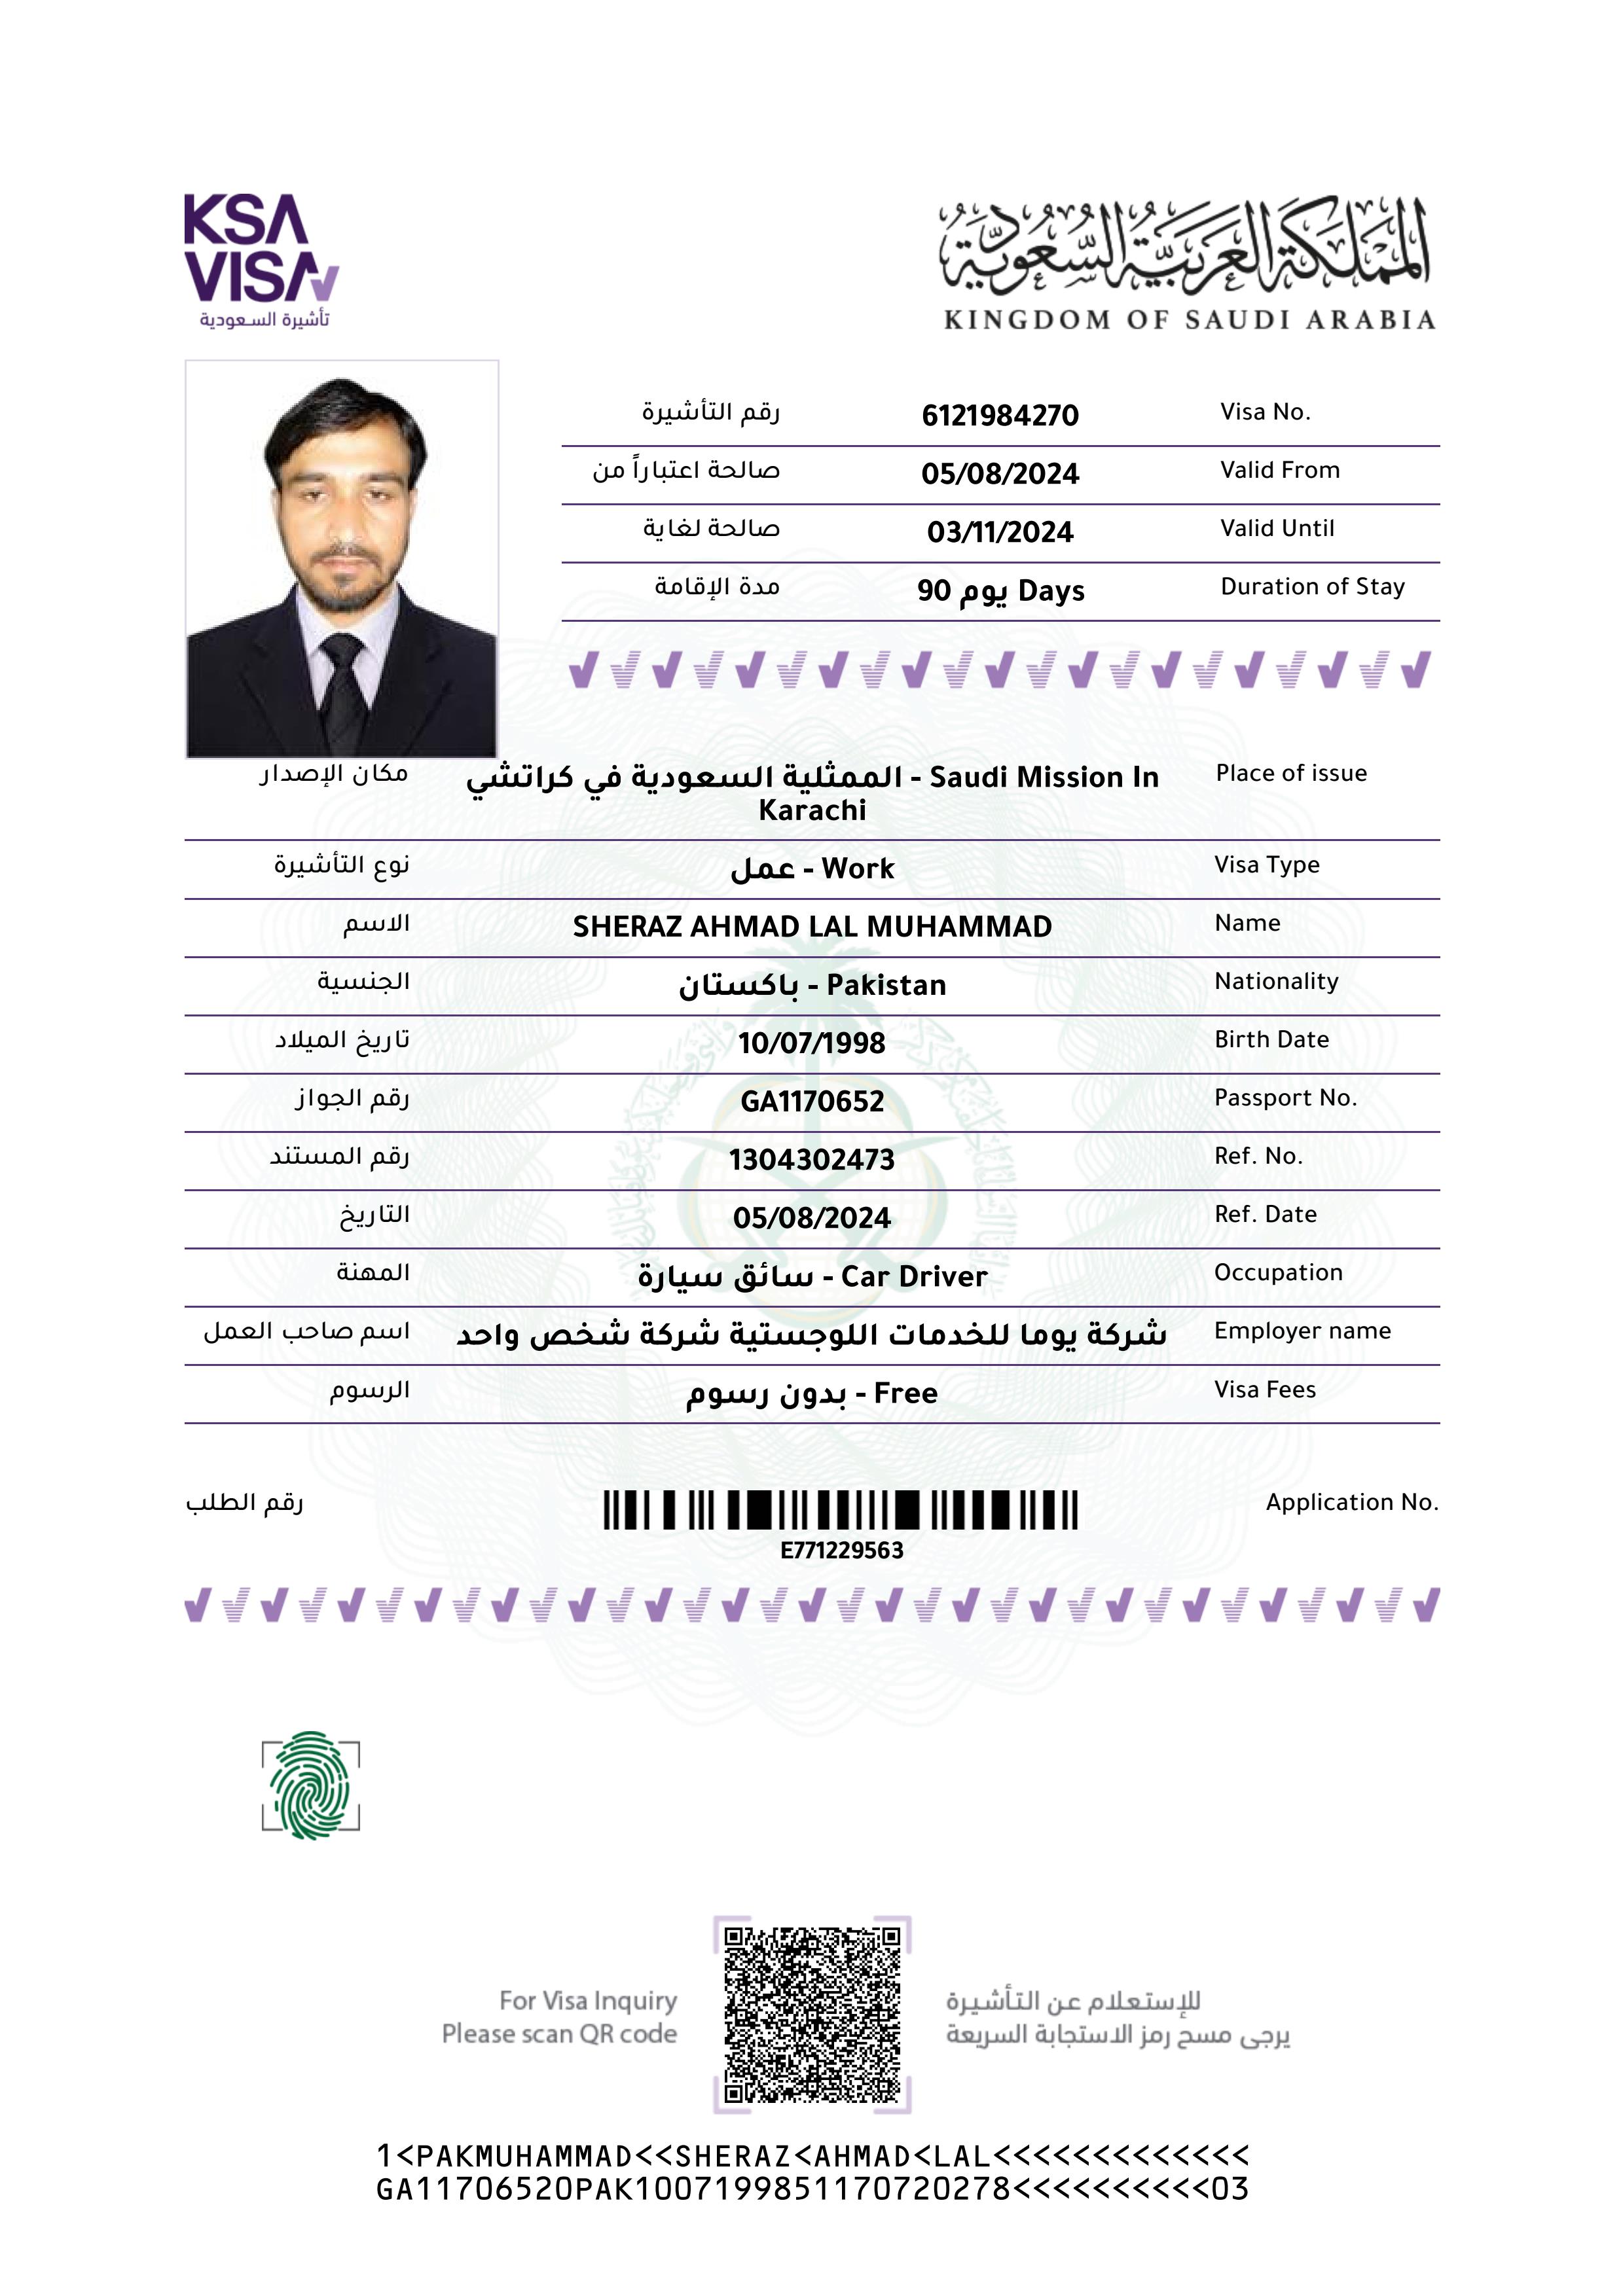 KSA
VISA
تأشيرة السعودية
المملكة العربية السعودية
KINGDOM OF SAUDI ARABIA
رقم التأشيرة 6121984270 Visa No.
صالحة اعتباراً من 05/08/2024 Valid From
صالحة لغاية 03/11/2024 Valid Until
مدة الإقامة 90 يوم Days Duration of Stay
مكان الإصدار الممثلية السعودية في كراتشي - Saudi Mission In Place of issue
Karachi
نوع التأشيرة عمل - Work Visa Type
الاسم SHERAZ AHMAD LAL MUHAMMAD Name
الجنسية باكستان - Pakistan Nationality
تاريخ الميلاد 10/07/1998 Birth Date
رقم الجواز GA1170652 Passport No.
رقم المستند 1304302473 Ref. No.
التاريخ 05/08/2024 Ref. Date
المهنة سائق سيارة - Car Driver Occupation
اسم صاحب العمل شركة يوما للخدمات اللوجستية شركة شخص واحد Employer name
الرسوم بدون رسوم - Free Visa Fees
رقم الطلب Application No.
E771229563
For Visa Inquiry للإستعلام عن التأشيرة
Please scan QR code يرجى مسح رمز الاستجابة السريعة
1<PAKMUHAMMAD<<SHERAZ<AHMAD<LAL<<<<<<<<<<<<<
GA11706520PAK1007199851170720278<<<<<<<<<<03